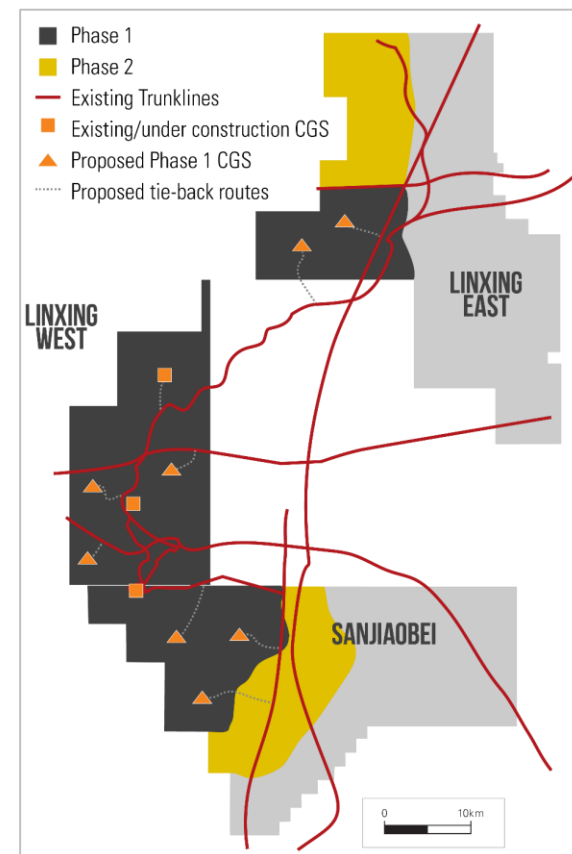 Phase 1
Phase 2
Existing Trunklines
Existing/under construction CGS
Proposed Phase 1 CGS
Proposed tie-back routes
LINXING
WEST
LINXING
EAST
SANJIAOBEI
0 10km